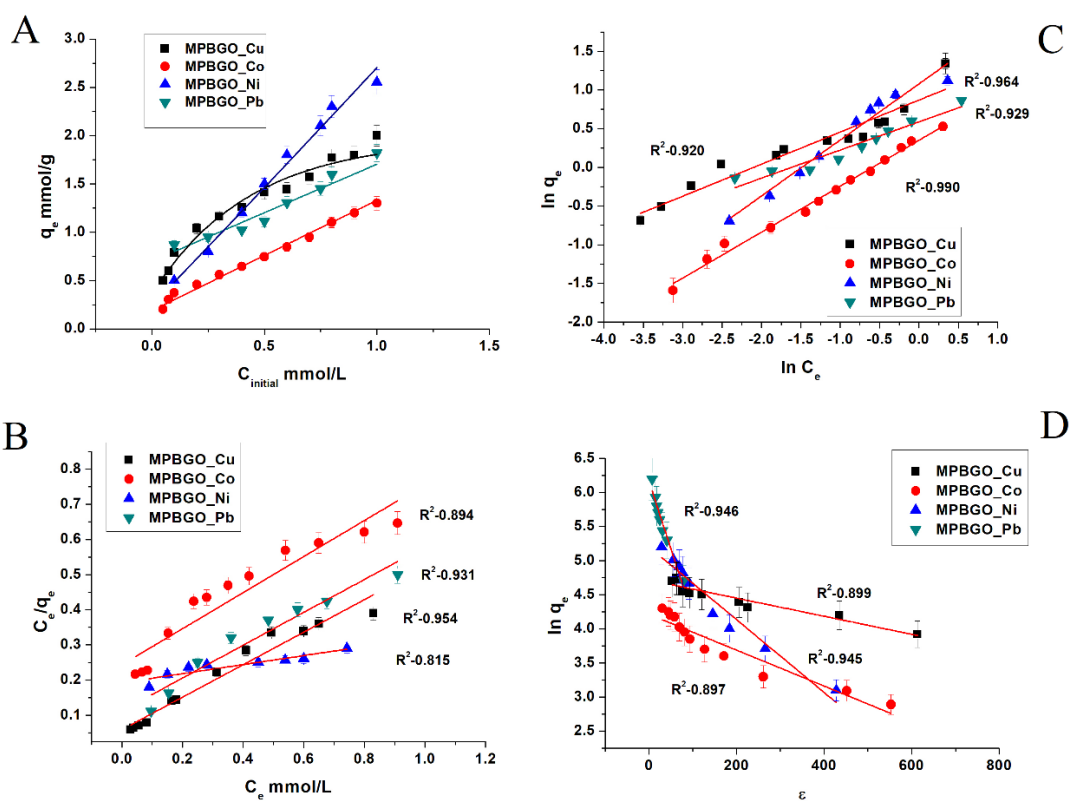 A
3.0
2.5
2.0
1.5
1.0
0.5
0.0
qe mmol/g
MPBGO_Cu
MPBGO_Co
MPBGO_Ni
MPBGO_Pb
0.0 0.5 1.0 1.5
Cinitial mmol/L
C
1.5
1.0
0.5
0.0
-0.5
-1.0
-1.5
-2.0
ln qe
R²-0.964
R²-0.929
R²-0.920
R²-0.990
MPBGO_Cu
MPBGO_Co
MPBGO_Ni
MPBGO_Pb
-4.0 -3.5 -3.0 -2.5 -2.0 -1.5 -1.0 -0.5 0.0 0.5 1.0
ln Ce
B
0.8
0.7
0.6
0.5
0.4
0.3
0.2
0.1
Ce/qe
MPBGO_Cu
MPBGO_Co
MPBGO_Ni
MPBGO_Pb
R²-0.894
R²-0.931
R²-0.954
R²-0.815
0.0 0.2 0.4 0.6 0.8 1.0 1.2
Ce mmol/L
D
6.5
6.0
5.5
5.0
4.5
4.0
3.5
3.0
2.5
ln qe
MPBGO_Cu
MPBGO_Co
MPBGO_Ni
MPBGO_Pb
R²-0.946
R²-0.899
R²-0.945
R²-0.897
0 200 400 600 800
ε